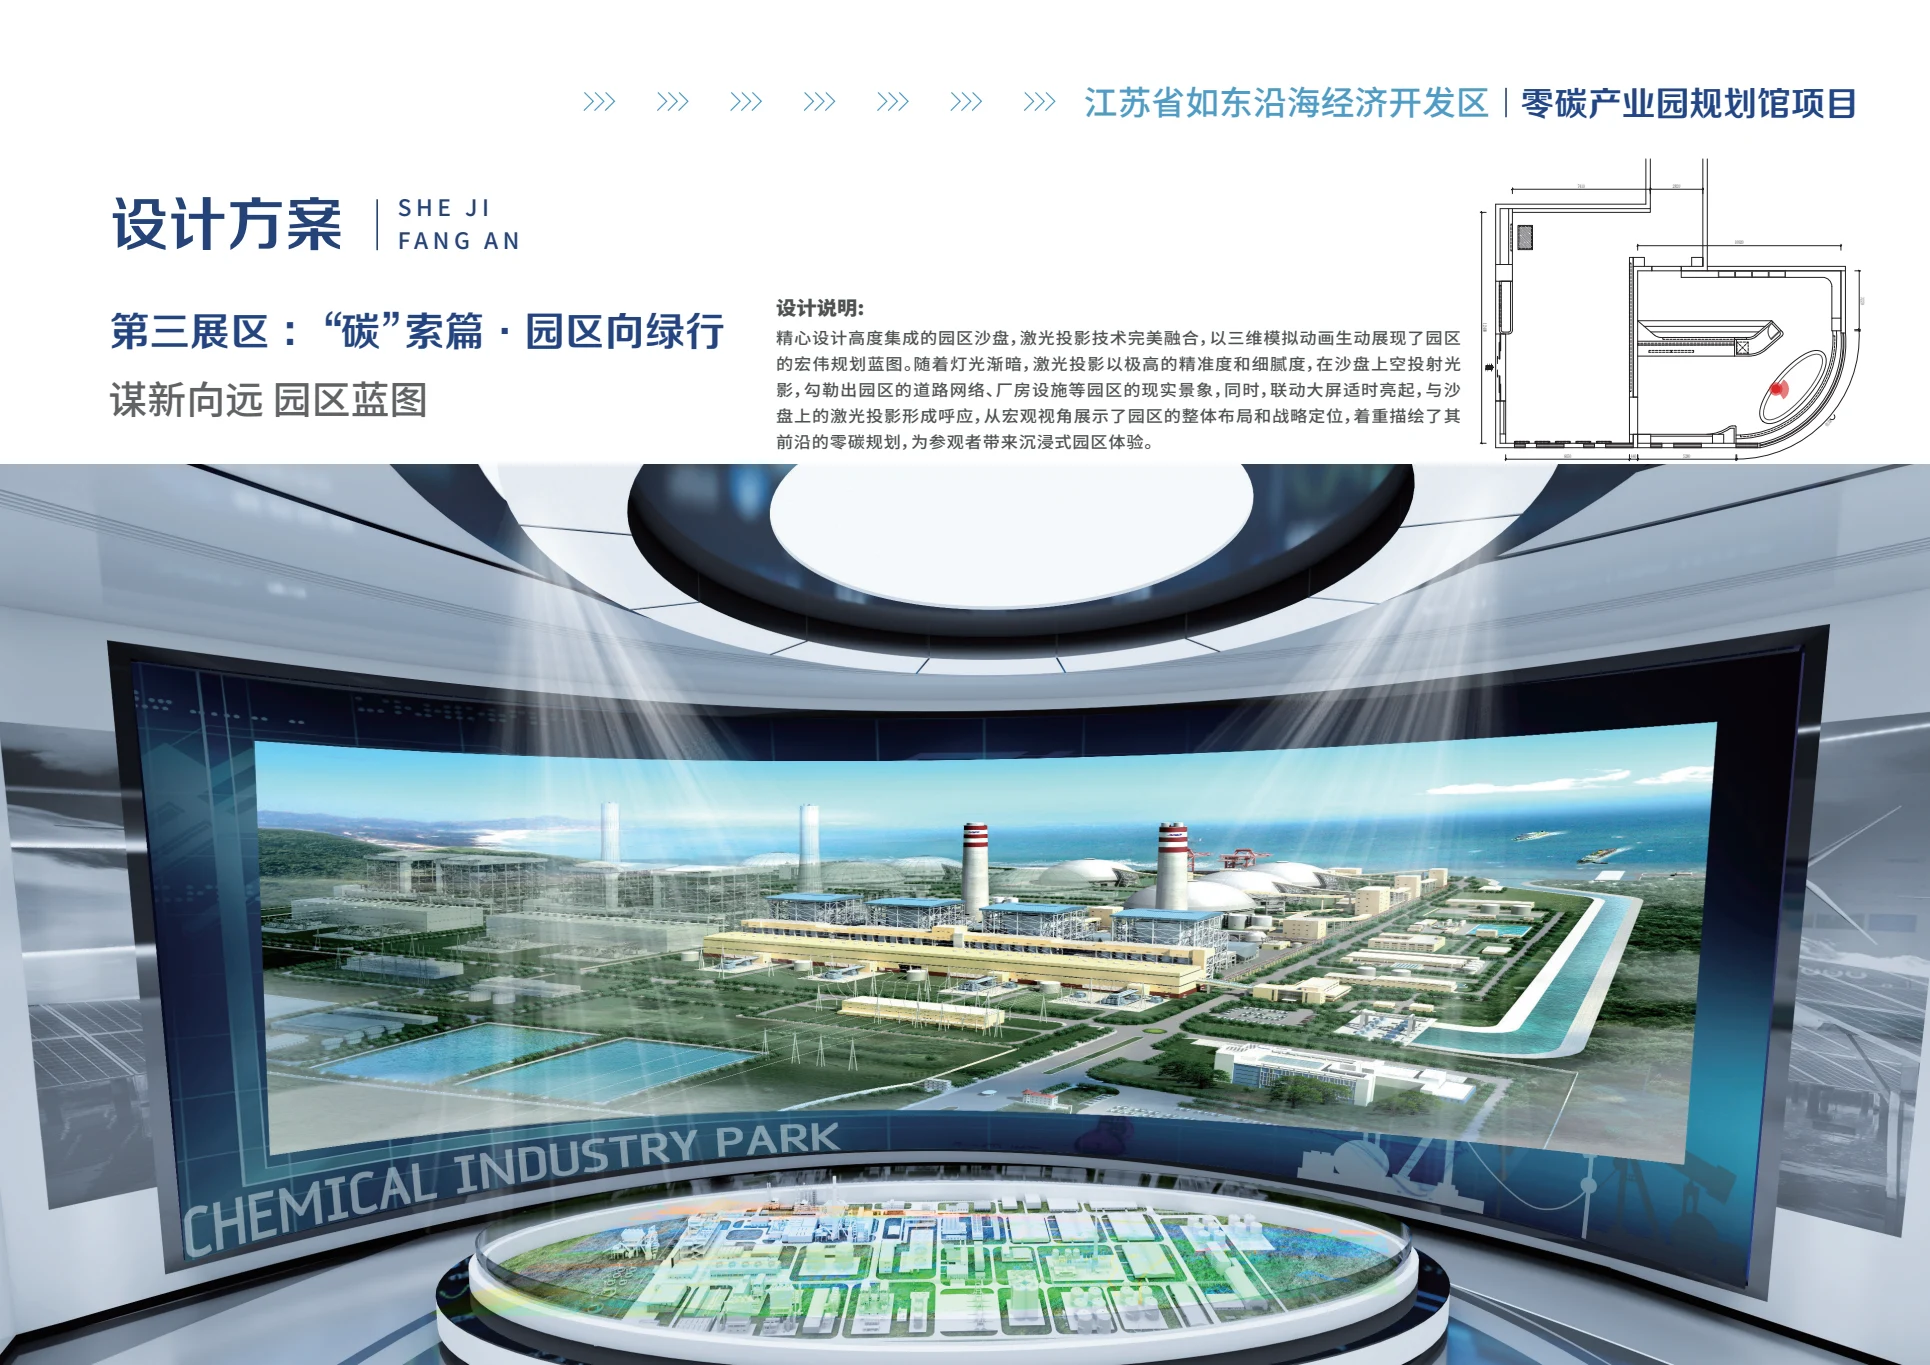 江苏省如东沿海经济开发区|零碳产业园规划馆项目
设计方案
SHE JI
FANG AN
第三展区：“碳”索篇·园区向绿行
谋新向远 园区蓝图
设计说明:
精心设计高度集成的园区沙盘,激光投影技术完美融合,以三维模拟动画生动展现了园区
的宏伟规划蓝图。随着灯光渐暗,激光投影以极高的精准度和细腻度,在沙盘上空投射光
影,勾勒出园区的道路网络、厂房设施等园区的现实景象,同时,联动大屏适时亮起,与沙
盘上的激光投影形成呼应,从宏观视角展示了园区的整体布局和战略定位,着重描绘了其
前沿的零碳规划,为参观者带来沉浸式园区体验。
CHEMICAL INDUSTRY PARK